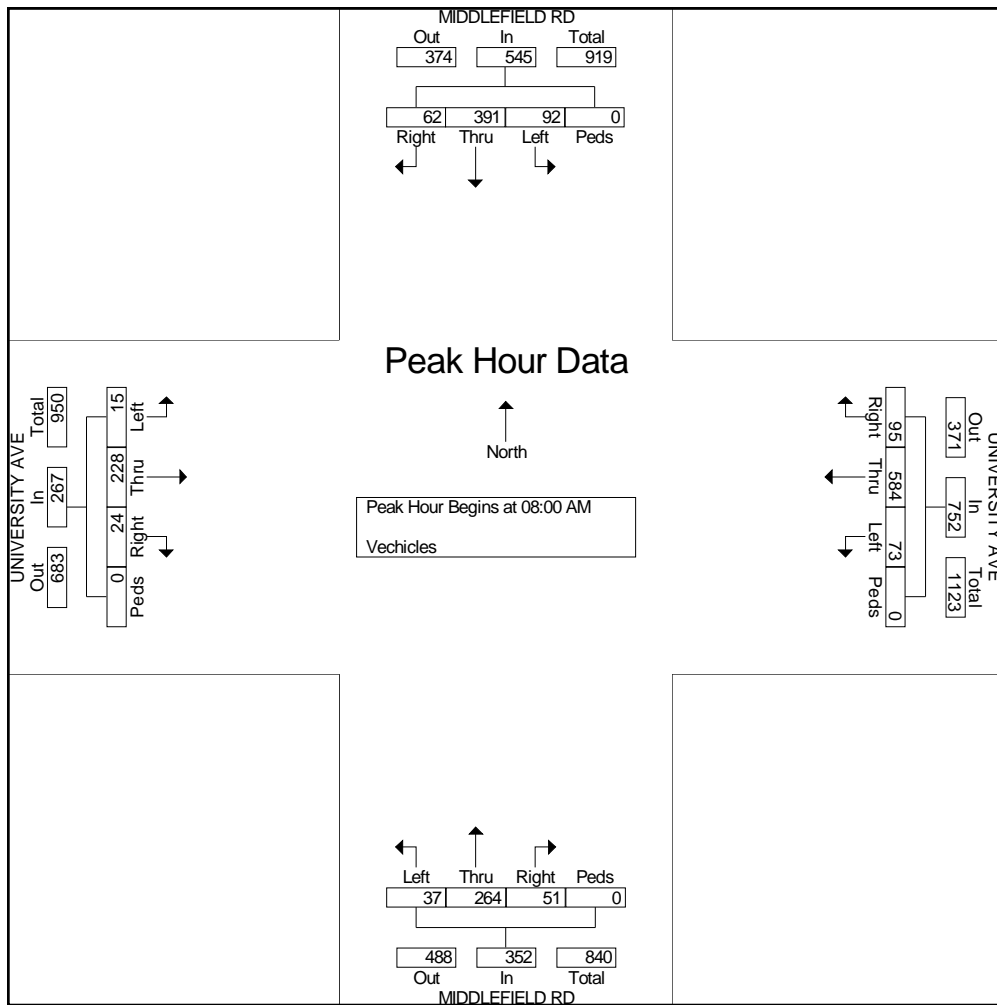 MIDDLEFIELD RD
Out In Total
374 545 919
62 391 92 0
Right Thru Left Peds
Peak Hour Data
North
Peak Hour Begins at 08:00 AM
Vechicles
UNIVERSITY AVE
Out In Total
683 267 950
Left Thru Right Peds
15 228 24 0
UNIVERSITY AVE
Out In Total
371 752 1123
Right Thru Left Peds
95 584 73 0
Left Thru Right Peds
37 264 51 0
488 352 840
Out In Total
MIDDLEFIELD RD